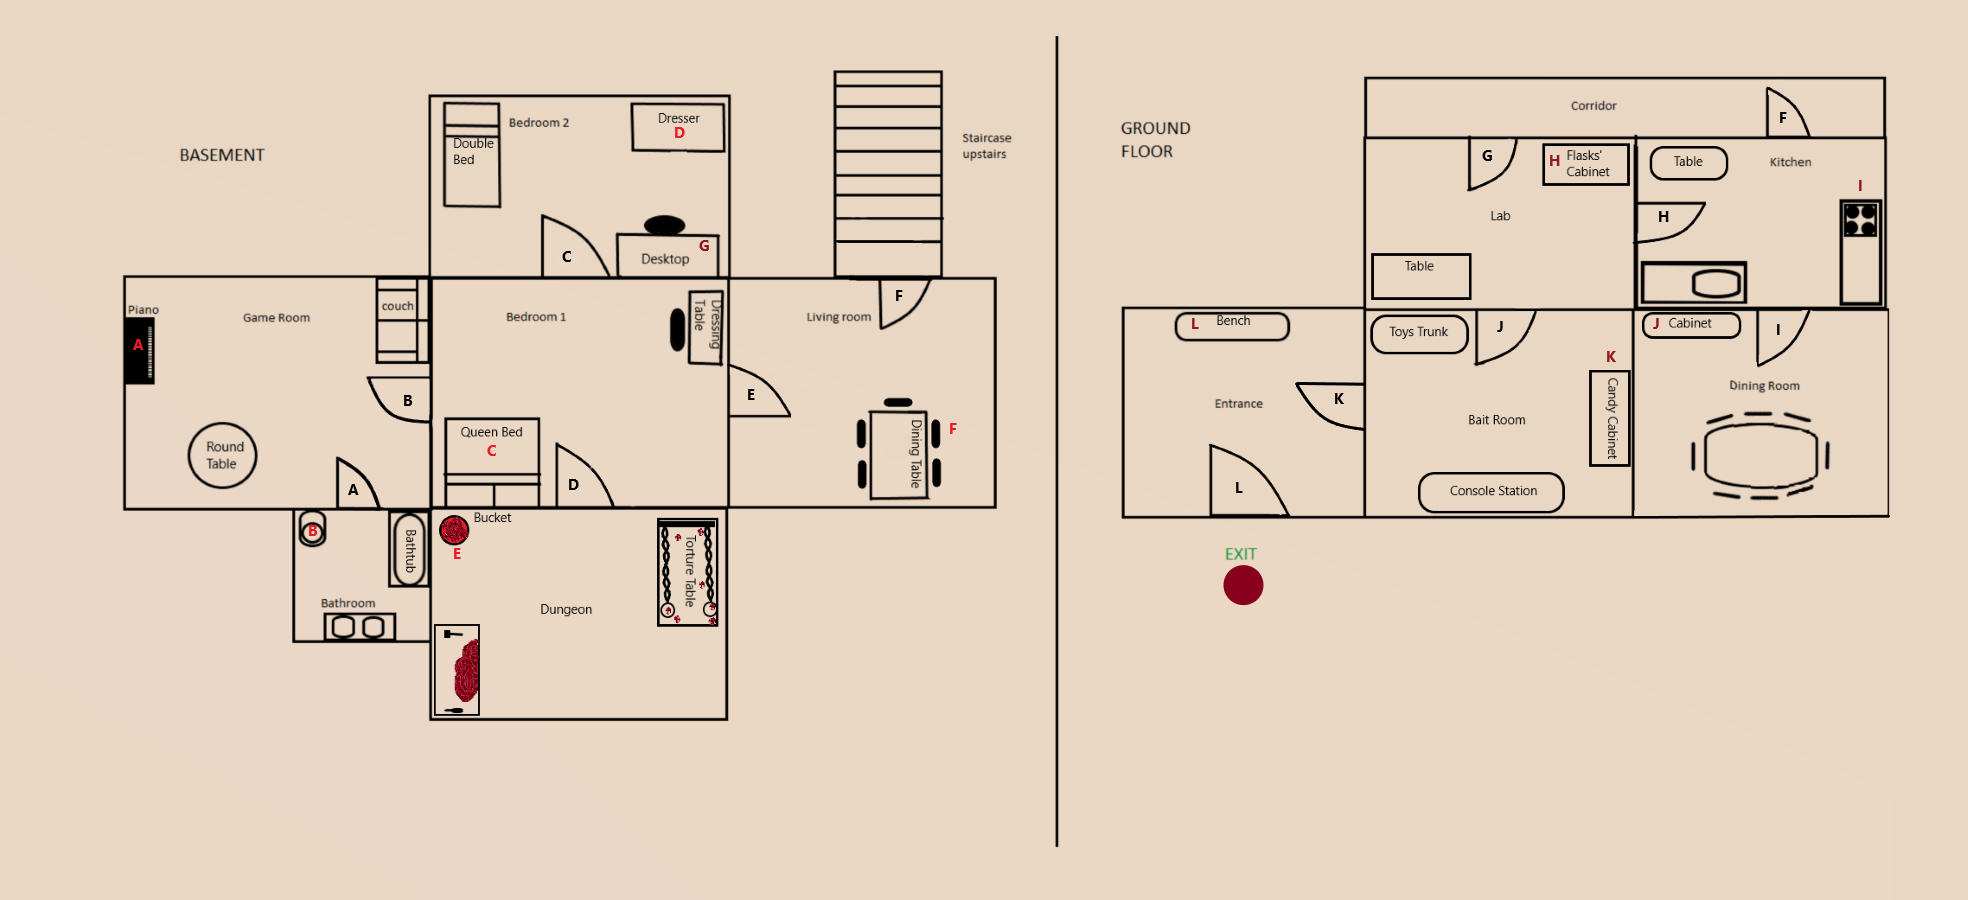 BASEMENT
Bedroom 2
Double
Bed
Dresser
D
C
Desktop
G
Staircase
upstairs
Piano
A
Game Room
couch
B
Round
Table
A
Bedroom 1
Dressing
Table
Queen Bed
C
D
E
Living room
F
Dining Table
F
B
Bathtub
Bathroom
Bucket
E
Dungeon
Torture Table
GROUND
FLOOR
Corridor
F
G
H
Flasks'
Cabinet
Lab
Table
Table
Kitchen
I
H
L
Bench
Entrance
K
L
Toys Trunk
J
K
Candy Cabinet
Bait Room
Console Station
J
Cabinet
I
Dining Room
EXIT